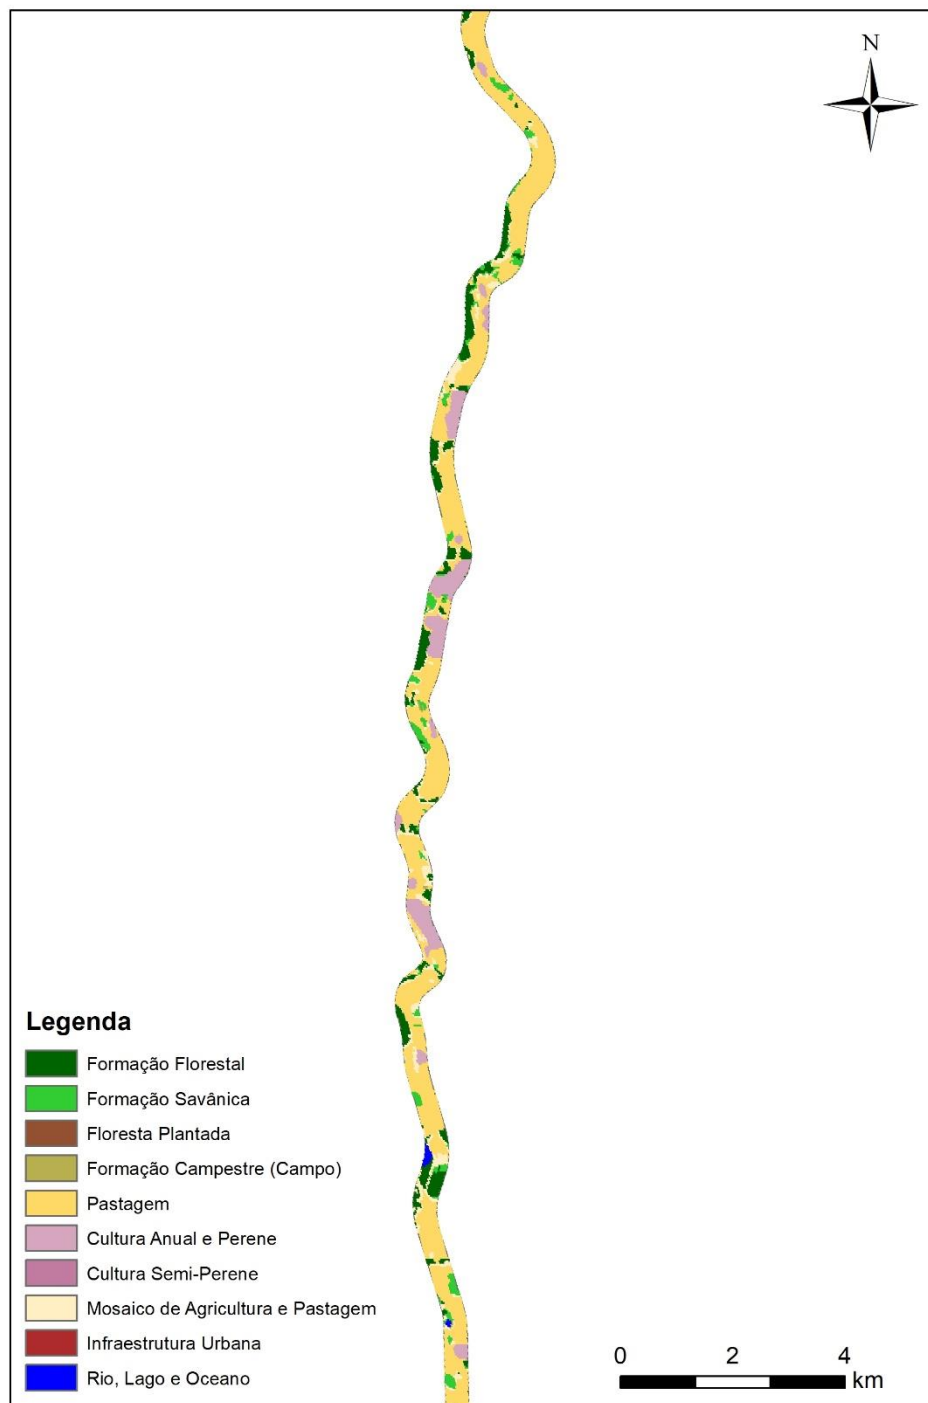 N
Legenda
Formação Florestal
Formação Savânica
Floresta Plantada
Formação Campestre (Campo)
Pastagem
Cultura Anual e Perene
Cultura Semi-Perene
Mosaico de Agricultura e Pastagem
Infraestrutura Urbana
Rio, Lago e Oceano
0 2 4
km